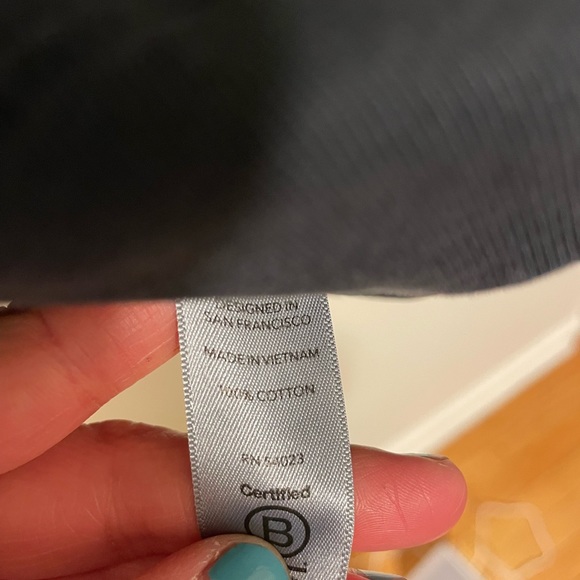 DESIGNED IN
SAN FRANCISCO
MADE IN VIETNAM
100% COTTON
RN 54023
Certified
B